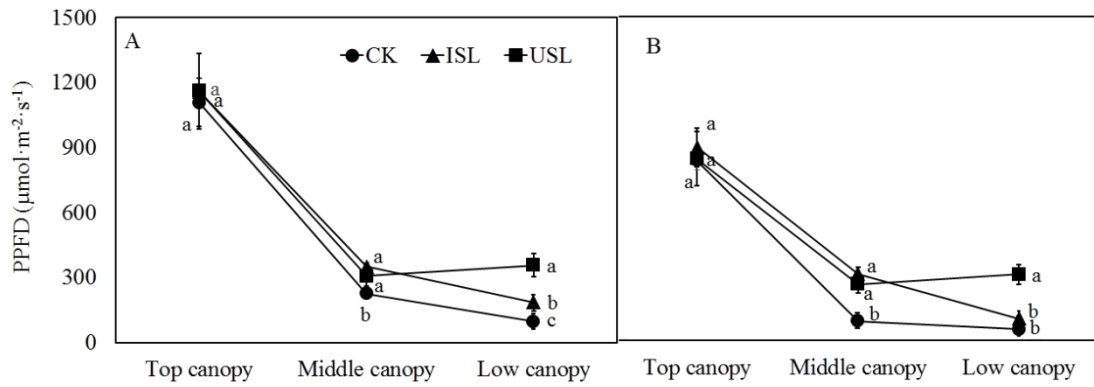 1500
1200
900
600
300
0
PPFD (μmol·m⁻²·s⁻¹)
A
CK ISL USL
a
a
a
a
a
b
a
b
c
B
a
a
a
a
a
b
a
b
b
Top canopy Middle canopy Low canopy
Top canopy Middle canopy Low canopy